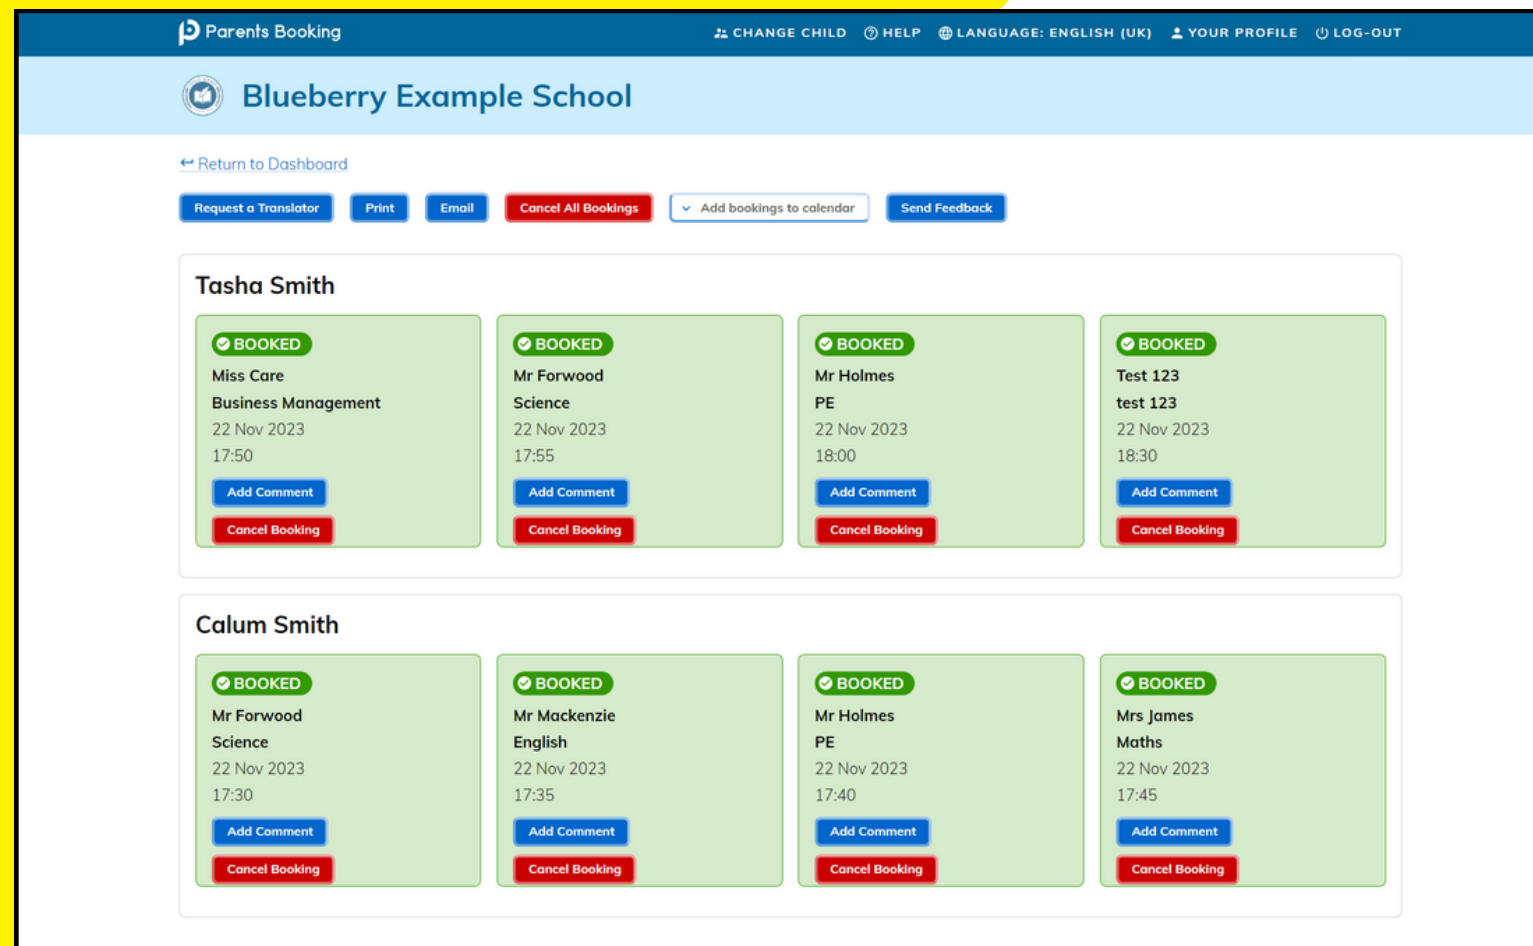 Parents Booking
CHANGE CHILD HELP LANGUAGE: ENGLISH (UK) YOUR PROFILE LOG-OUT
Blueberry Example School
Return to Dashboard
Request a Translator Print Email Cancel All Bookings Add bookings to calendar Send Feedback
Tasha Smith
BOOKED
Miss Care
Business Management
22 Nov 2023
17:50
Add Comment
Cancel Booking
BOOKED
Mr Forwood
Science
22 Nov 2023
17:55
Add Comment
Cancel Booking
BOOKED
Mr Holmes
PE
22 Nov 2023
18:00
Add Comment
Cancel Booking
BOOKED
Test 123
test 123
22 Nov 2023
18:30
Add Comment
Cancel Booking
Calum Smith
BOOKED
Mr Forwood
Science
22 Nov 2023
17:30
Add Comment
Cancel Booking
BOOKED
Mr Mackenzie
English
22 Nov 2023
17:35
Add Comment
Cancel Booking
BOOKED
Mr Holmes
PE
22 Nov 2023
17:40
Add Comment
Cancel Booking
BOOKED
Mrs James
Maths
22 Nov 2023
17:45
Add Comment
Cancel Booking